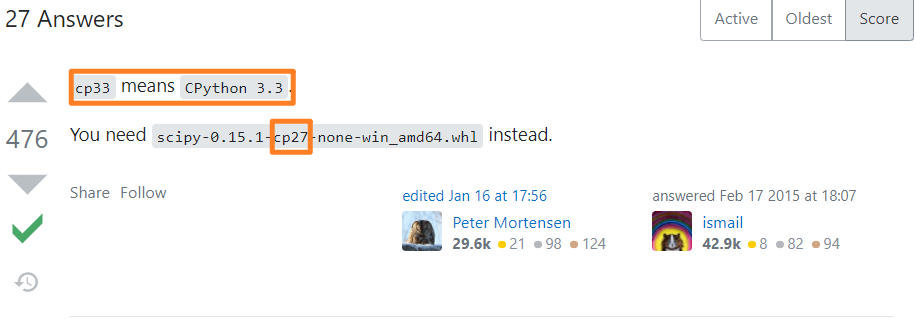 27 Answers
Active Oldest Score
cp33 means CPython 3.3.
476
You need scipy-0.15.1-cp27-none-win_amd64.whl instead.
Share Follow
edited Jan 16 at 17:56
Peter Mortensen
29.6k 21 98 124
answered Feb 17 2015 at 18:07
ismail
42.9k 8 82 94